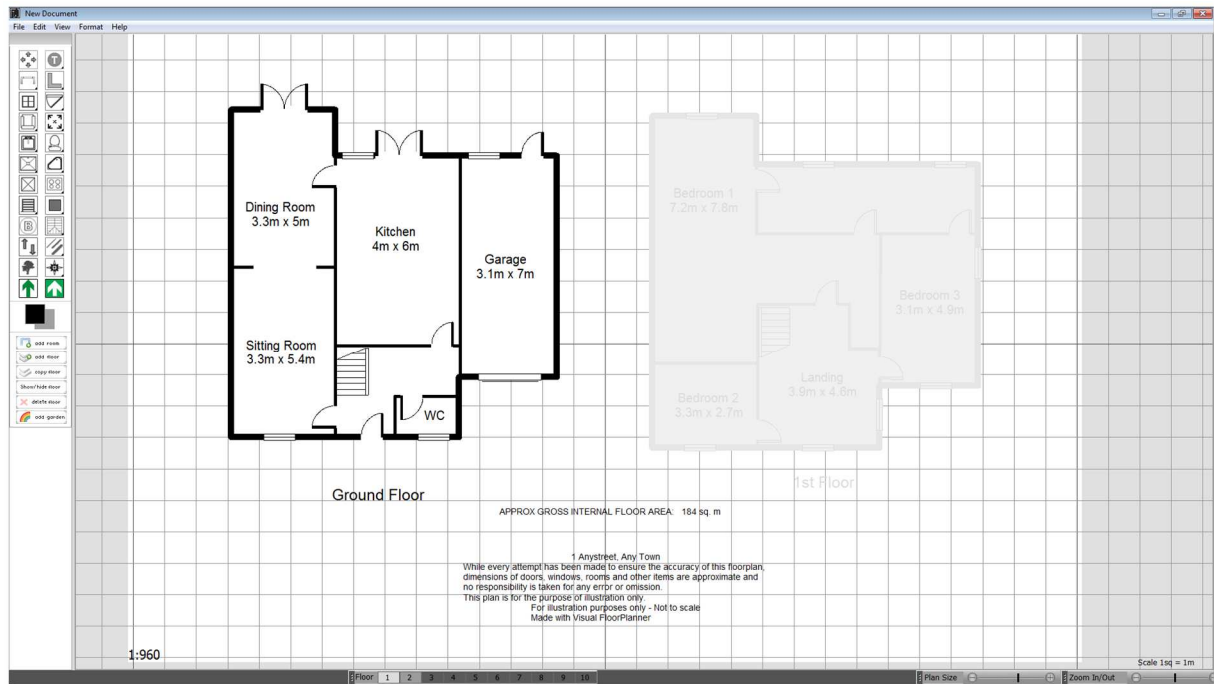 New Document
File Edit View Format Help
T
B
add room
add floor
copy floor
Show/hide floor
delete floor
add garden
Dining Room
3.3m x 5m
Kitchen
4m x 6m
Garage
3.1m x 7m
Sitting Room
3.3m x 5.4m
WC
Ground Floor
Bedroom 1
7.2m x 7.8m
Bedroom 3
3.1m x 4.9m
Landing
3.9m x 4.6m
Bedroom 2
3.3m x 2.7m
1st Floor
APPROX GROSS INTERNAL FLOOR AREA: 184 sq. m
1 Anystreet, Any Town
While every attempt has been made to ensure the accuracy of this floorplan,
dimensions of doors, windows, rooms and other items are approximate and
no responsibility is taken for any error or omission.
This plan is for the purpose of illustration only.
For illustration purposes only - Not to scale
Made with Visual FloorPlanner
1:960
Scale 1sq = 1m
Floor 1 2 3 4 5 6 7 8 9 10
Plan Size
Zoom In/Out